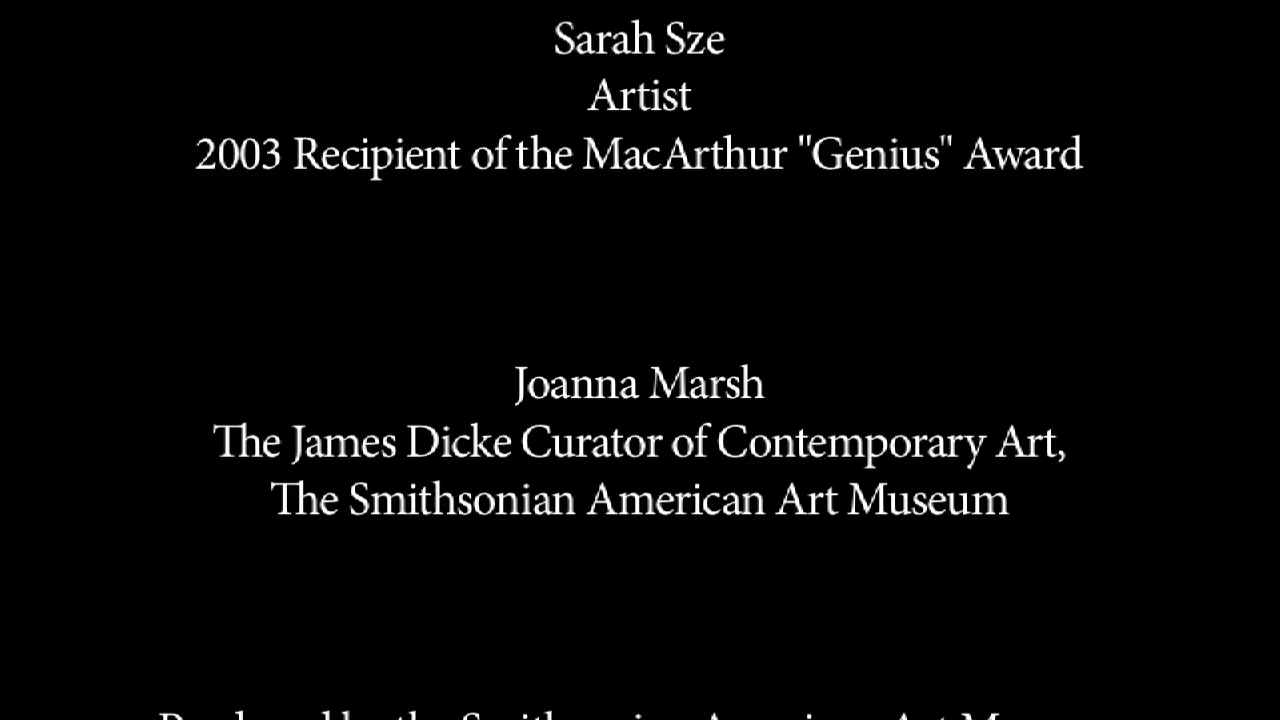 Sarah Sze
Artist
2003 Recipient of the MacArthur "Genius" Award
Joanna Marsh
The James Dicke Curator of Contemporary Art,
The Smithsonian American Art Museum